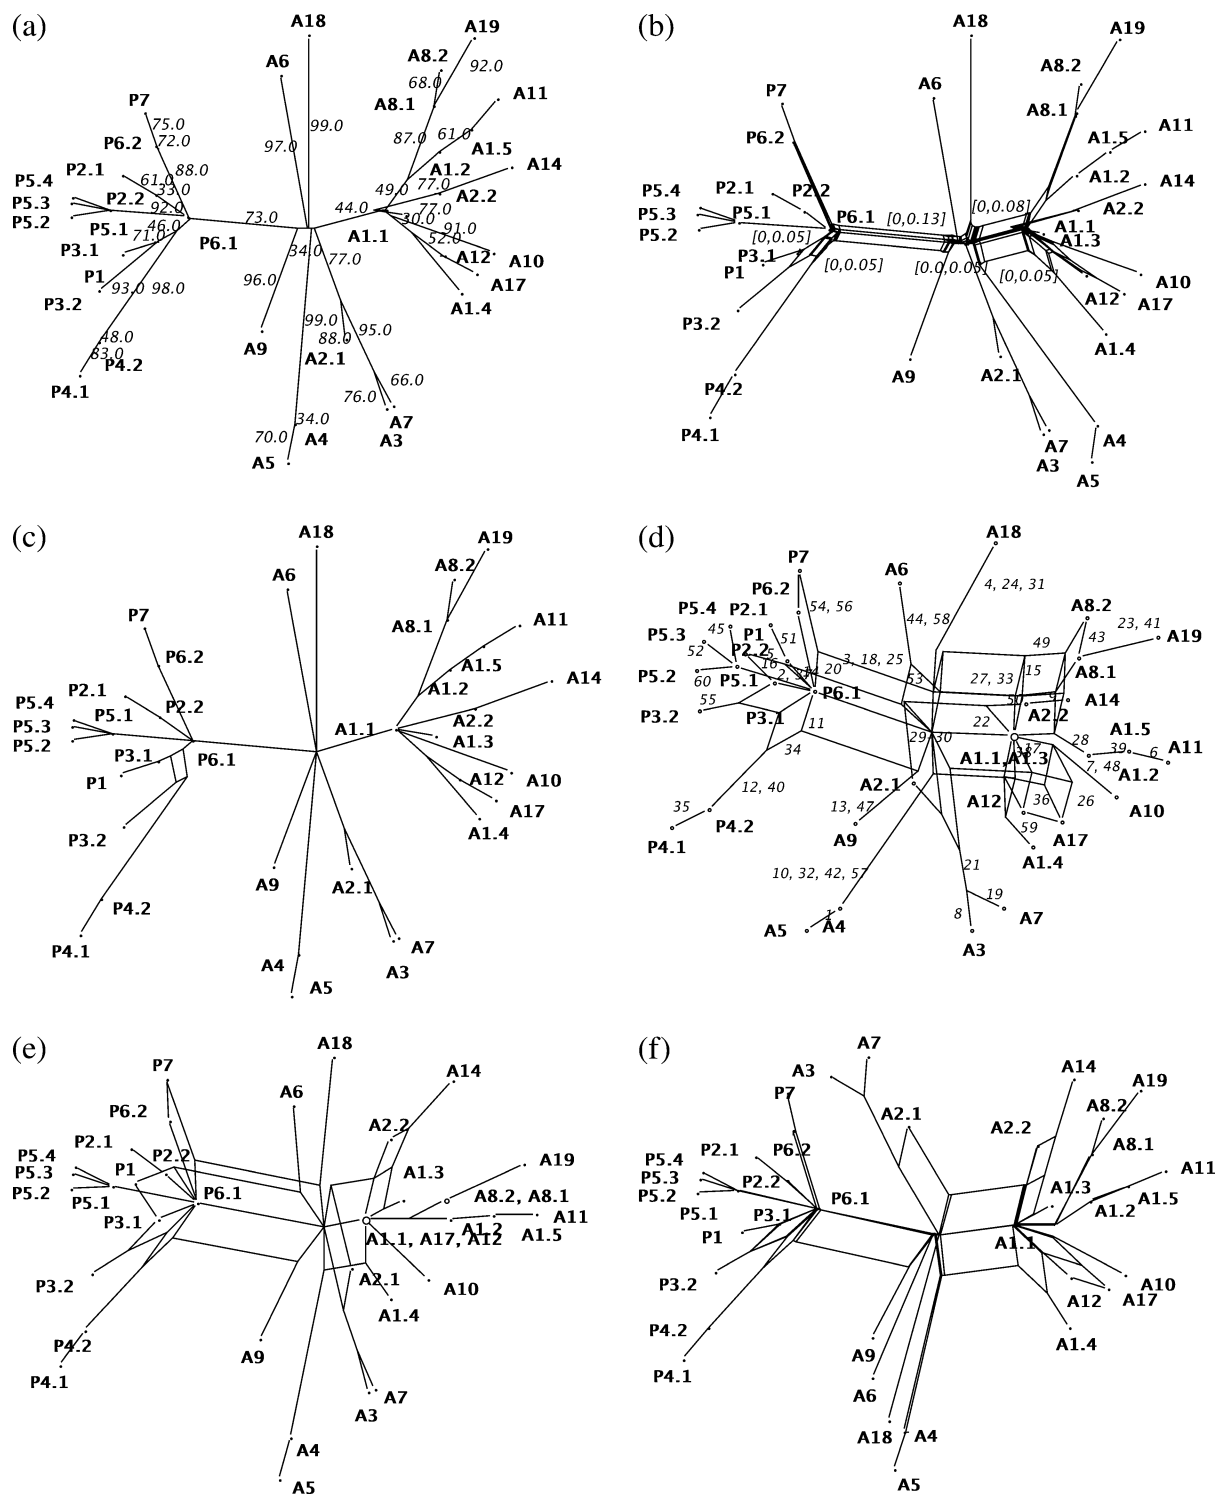 (a)
A18
A19
A6
A8.2
92.0
68.0
A11
P7
A8.1
75.0
99.0
P6.2
72.0
97.0
87.0
61.0
A1.5
P2.1
88.0
A1.2
A14
P5.4
61.0
33.0
49.0
77.0
P5.3
P2.2
92.0
A2.2
P5.2
73.0
44.0
77.0
30.0
P5.1
46.0
71.0
P6.1
A1.1
91.0
52.0
P3.1
34.0
77.0
A12
A10
P1
93.0
98.0
96.0
A17
P3.2
A1.4
99.0
48.0
88.0
95.0
83.0
P4.2
A9
A2.1
P4.1
66.0
76.0
34.0
A7
70.0
A4
A3
A5
(b)
A18
A19
A8.2
A6
P7
A8.1
A11
P6.2
A1.5
A1.2
A14
P5.4
P2.1
P2.2
P5.3
P5.1
P6.1
[0,0.13]
[0,0.08]
A2.2
P5.2
[0,0.05]
A1.1
A1.3
P3.1
P1
[0,0.05]
[0.0,0.05]
[0,0.05]
A10
A12
A17
P3.2
A1.4
P4.2
A9
A2.1
P4.1
A4
A7
A3
A5
(c)
A18
A19
A6
A8.2
P7
A8.1
A11
P6.2
A1.5
P2.1
A1.2
A14
P5.4
P5.1
P2.2
A2.2
P5.3
A1.1
P5.2
A1.3
P3.1
P6.1
P1
A12
A10
A17
P3.2
A1.4
A9
A2.1
P4.2
P4.1
A7
A4
A3
A5
(d)
A18
P7
A6
4, 24, 31
P6.2
54, 56
A8.2
P5.4
P2.1
44, 58
23, 41
45
P1
51
49
43
A19
P5.3
52
P2.2
5
16
14
20
3, 18, 25
15
A8.1
P5.2
60
P5.1
2, 37
53
27, 33
50
9
A14
P3.2
55
P6.1
A2.2
P3.1
11
22
A1.5
29, 30
28
39
6
A11
34
A1.1, A1.3
38
17
7, 48
A1.2
12, 40
A2.1
A12
A10
35
13, 47
36
26
P4.2
59
A17
P4.1
A9
A1.4
10, 32, 42, 57
21
19
1
8
A5
A4
A7
A3
(e)
A18
P7
A14
A6
P6.2
A2.2
P2.1
P5.4
P2.2
P5.3
P1
A1.3
A19
P5.2
P6.1
A8.2, A8.1
P5.1
P3.1
A1.2
A11
A1.1, A17, A12
A1.5
P3.2
A2.1
A10
A1.4
P4.2
A9
P4.1
A7
A3
A4
A5
(f)
A7
A3
A14
A19
P7
A8.2
A2.1
A2.2
P2.1
P6.2
A8.1
P5.4
A11
P5.3
P2.2
P6.1
A1.3
P5.2
A1.5
P5.1
P3.1
A1.2
P1
A1.1
P3.2
A10
A12
A17
P4.2
A1.4
A9
P4.1
A6
A18
A4
A5